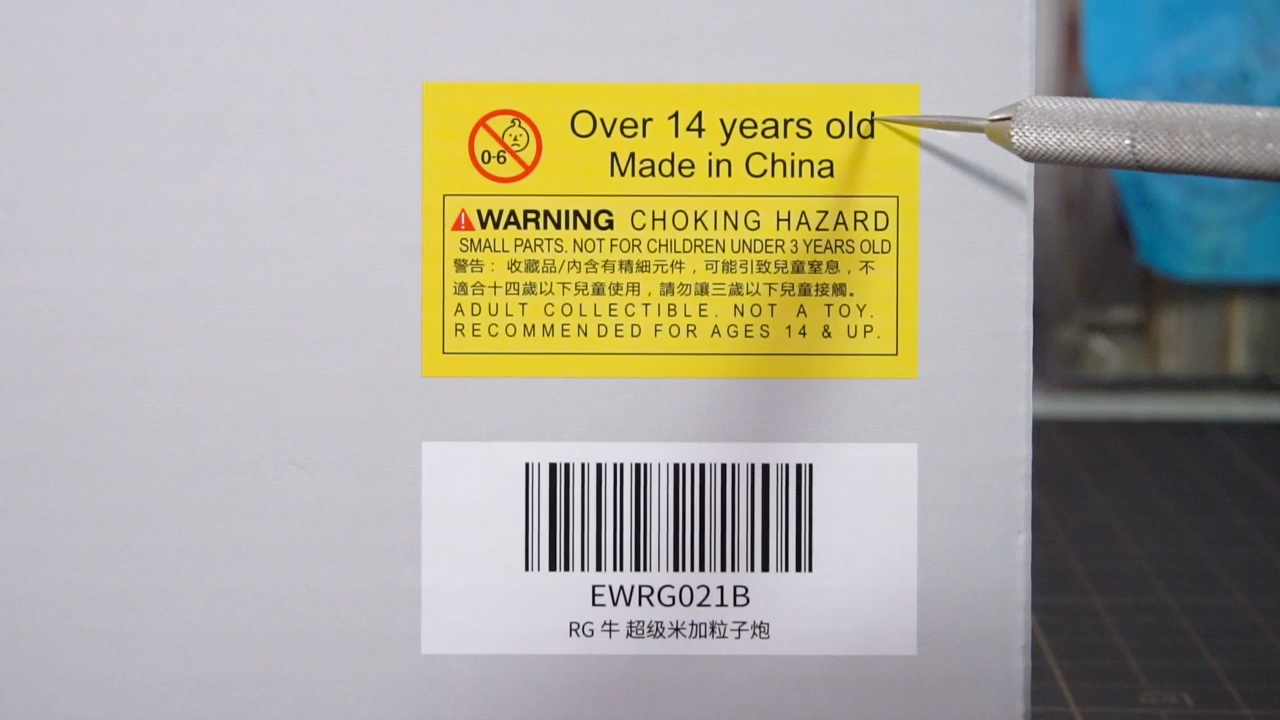 0-6
Over 14 years old
Made in China
WARNING CHOKING HAZARD
SMALL PARTS. NOT FOR CHILDREN UNDER 3 YEARS OLD
警告： 收藏品/內含有精細元件，可能引致兒童窒息，不
適合十四歲以下兒童使用，請勿讓三歲以下兒童接觸。
ADULT COLLECTIBLE. NOT A TOY.
RECOMMENDED FOR AGES 14 & UP.
EWRG021B
RG 牛 超级米加粒子炮